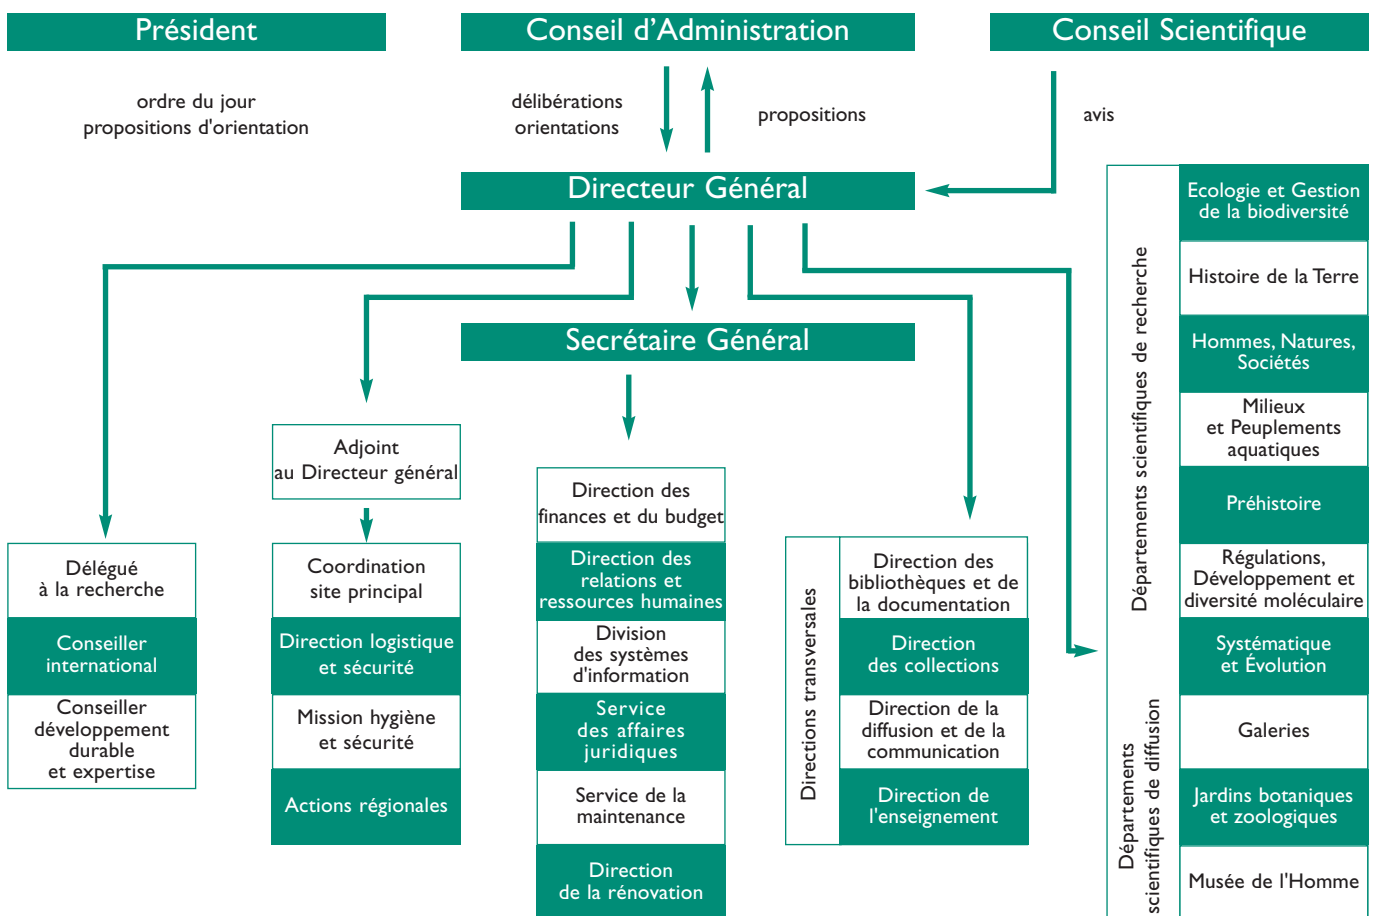 Président
Conseil d’Administration
Conseil Scientifique
ordre du jour
propositions d'orientation
délibérations
orientations
propositions
avis
Directeur Général
Secrétaire Général
Adjoint
au Directeur général
Délégué
à la recherche
Conseiller
international
Conseiller
développement
durable
et expertise
Coordination
site principal
Direction logistique
et sécurité
Mission hygiène
et sécurité
Actions régionales
Direction des
finances et du budget
Direction des
relations et
ressources humaines
Division
des systèmes
d'information
Service
des affaires
juridiques
Service de la
maintenance
Direction
de la rénovation
Directions transversales
Direction des
bibliothèques et de
la documentation
Direction
des collections
Direction de la
diffusion et de la
communication
Direction de
l'enseignement
Départements scientifiques de recherche
Ecologie et Gestion
de la biodiversité
Histoire de la Terre
Hommes, Natures,
Sociétés
Milieux
et Peuplements
aquatiques
Préhistoire
Régulations,
Développement et
diversité moléculaire
Systématique
et Évolution
Départements
scientifiques de diffusion
Galeries
Jardins botaniques
et zoologiques
Musée de l'Homme